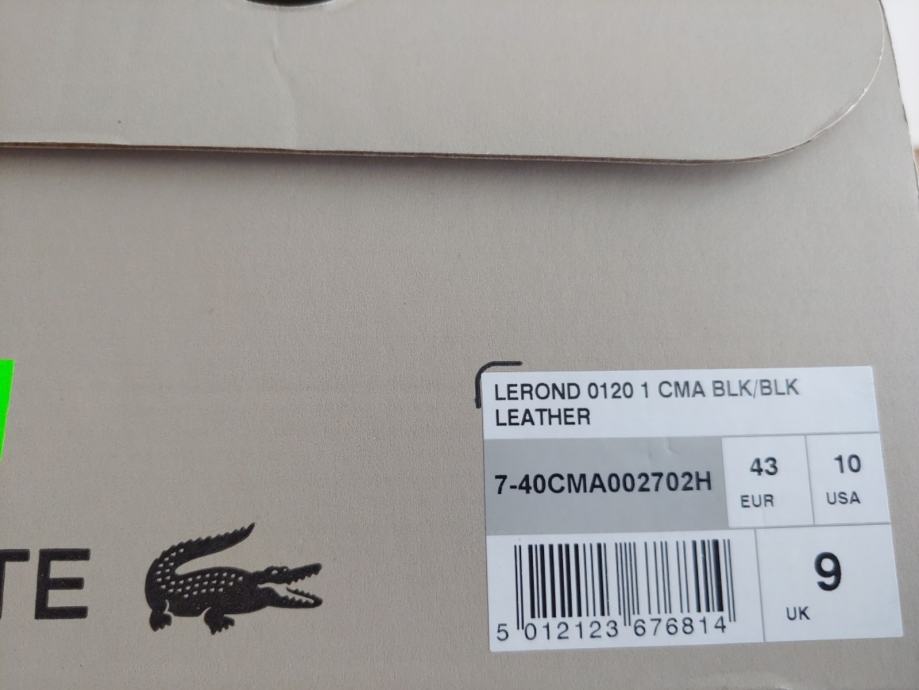 LEROND 0120 1 CMA BLK/BLK
LEATHER
7-40CMA002702H
43
EUR
10
USA
TE
5 012123 676814
9
UK